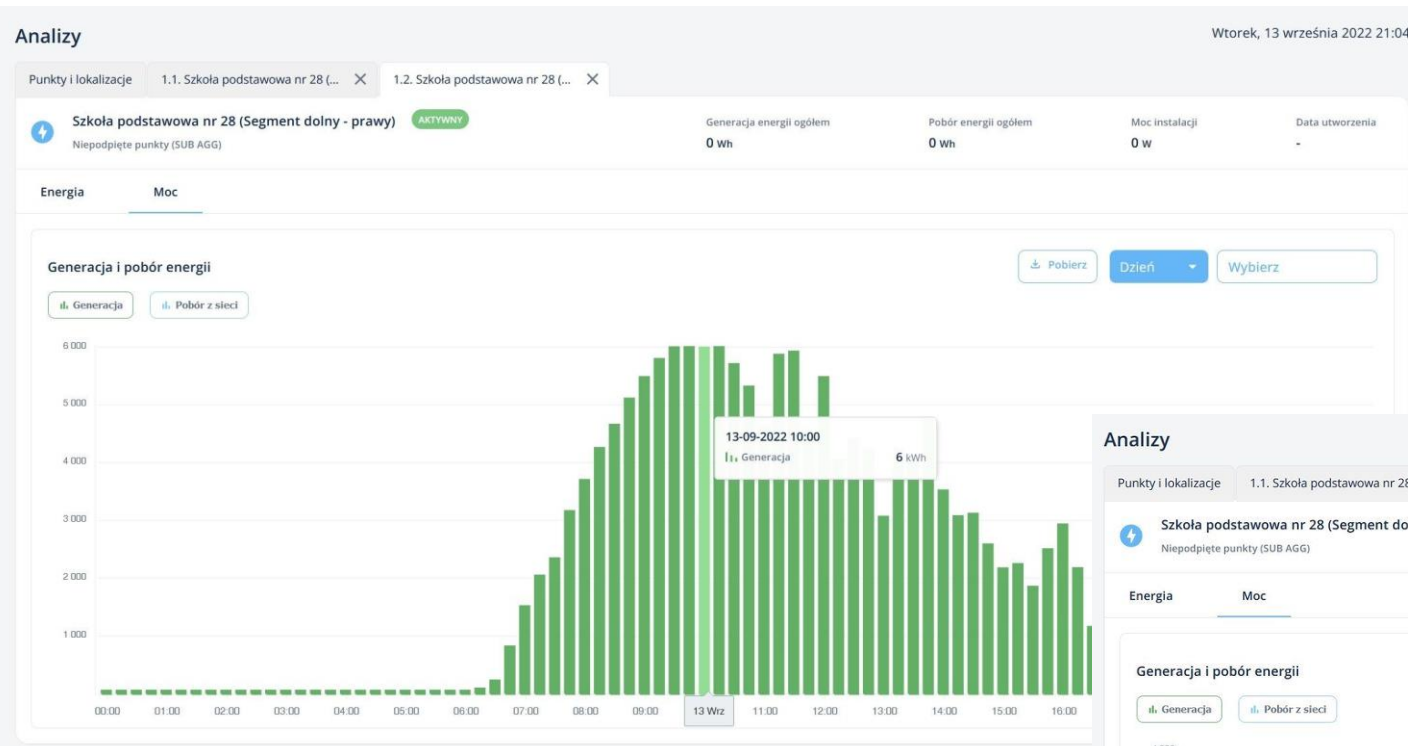 Analizy
Wtorek, 13 września 2022 21:04
Punkty i lokalizacje 1.1. Szkoła podstawowa nr 28 (... 1.2. Szkoła podstawowa nr 28 (...
Szkoła podstawowa nr 28 (Segment dolny - prawy) AKTYWNY
Niepodpięte punkty (SUB AGG)
Generacja energii ogółem Pobór energii ogółem Moc instalacji Data utworzenia
0 Wh 0 Wh 0 W -
Energia Moc
Generacja i pobór energii
Pobierz Dzień Wybierz
Generacja Pobór z sieci
6 000
5 000
4 000
3 000
2 000
1 000
13-09-2022 10:00
Generacja 6 kWh
00:00 01:00 02:00 03:00 04:00 05:00 06:00 07:00 08:00 09:00 13 Wrz 11:00 12:00 13:00 14:00 15:00 16:00
Analizy
Punkty i lokalizacje 1.1. Szkoła podstawowa nr 28
Szkoła podstawowa nr 28 (Segment do
Niepodpięte punkty (SUB AGG)
Energia Moc
Generacja i pobór energii
Generacja Pobór z sieci